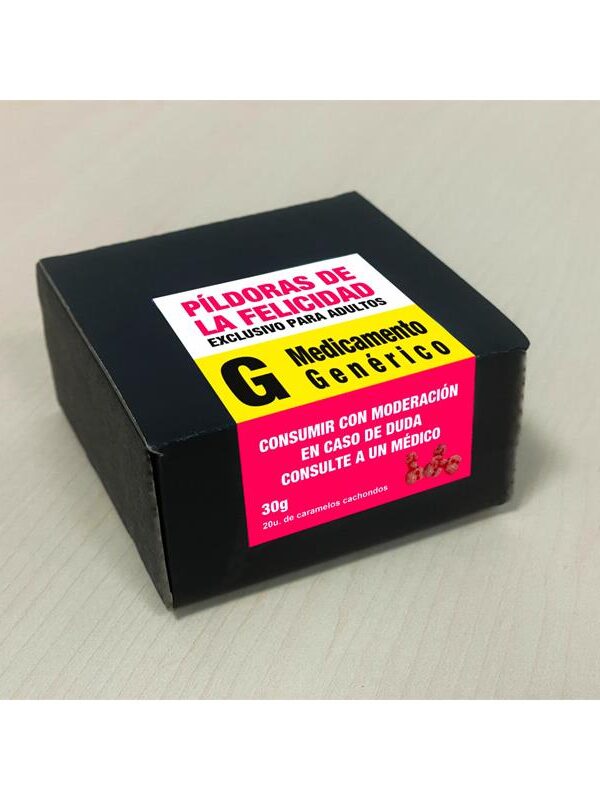 PÍLDORAS DE
LA FELICIDAD
EXCLUSIVO PARA ADULTOS
G Medicamento
Genérico
CONSUMIR CON MODERACIÓN
EN CASO DE DUDA
CONSULTE A UN MÉDICO
30g
20u. de caramelos cachondos